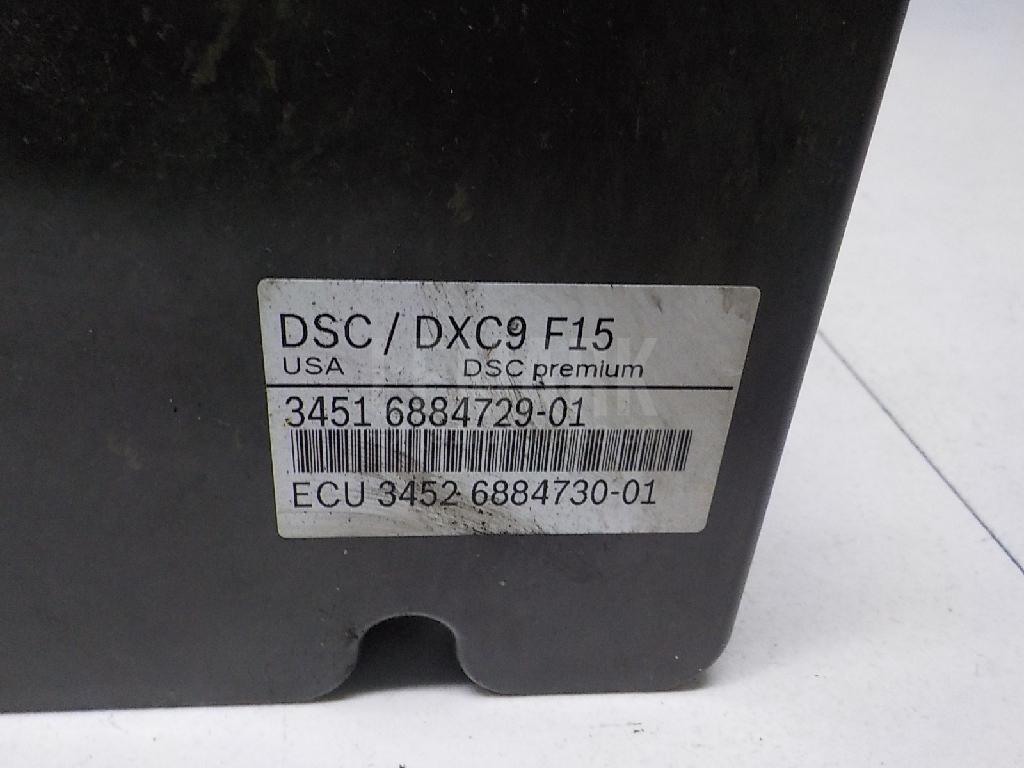 DSC / DXC9 F15
USA DSC premium
3451 6884729-01
ECU 3452 6884730-01